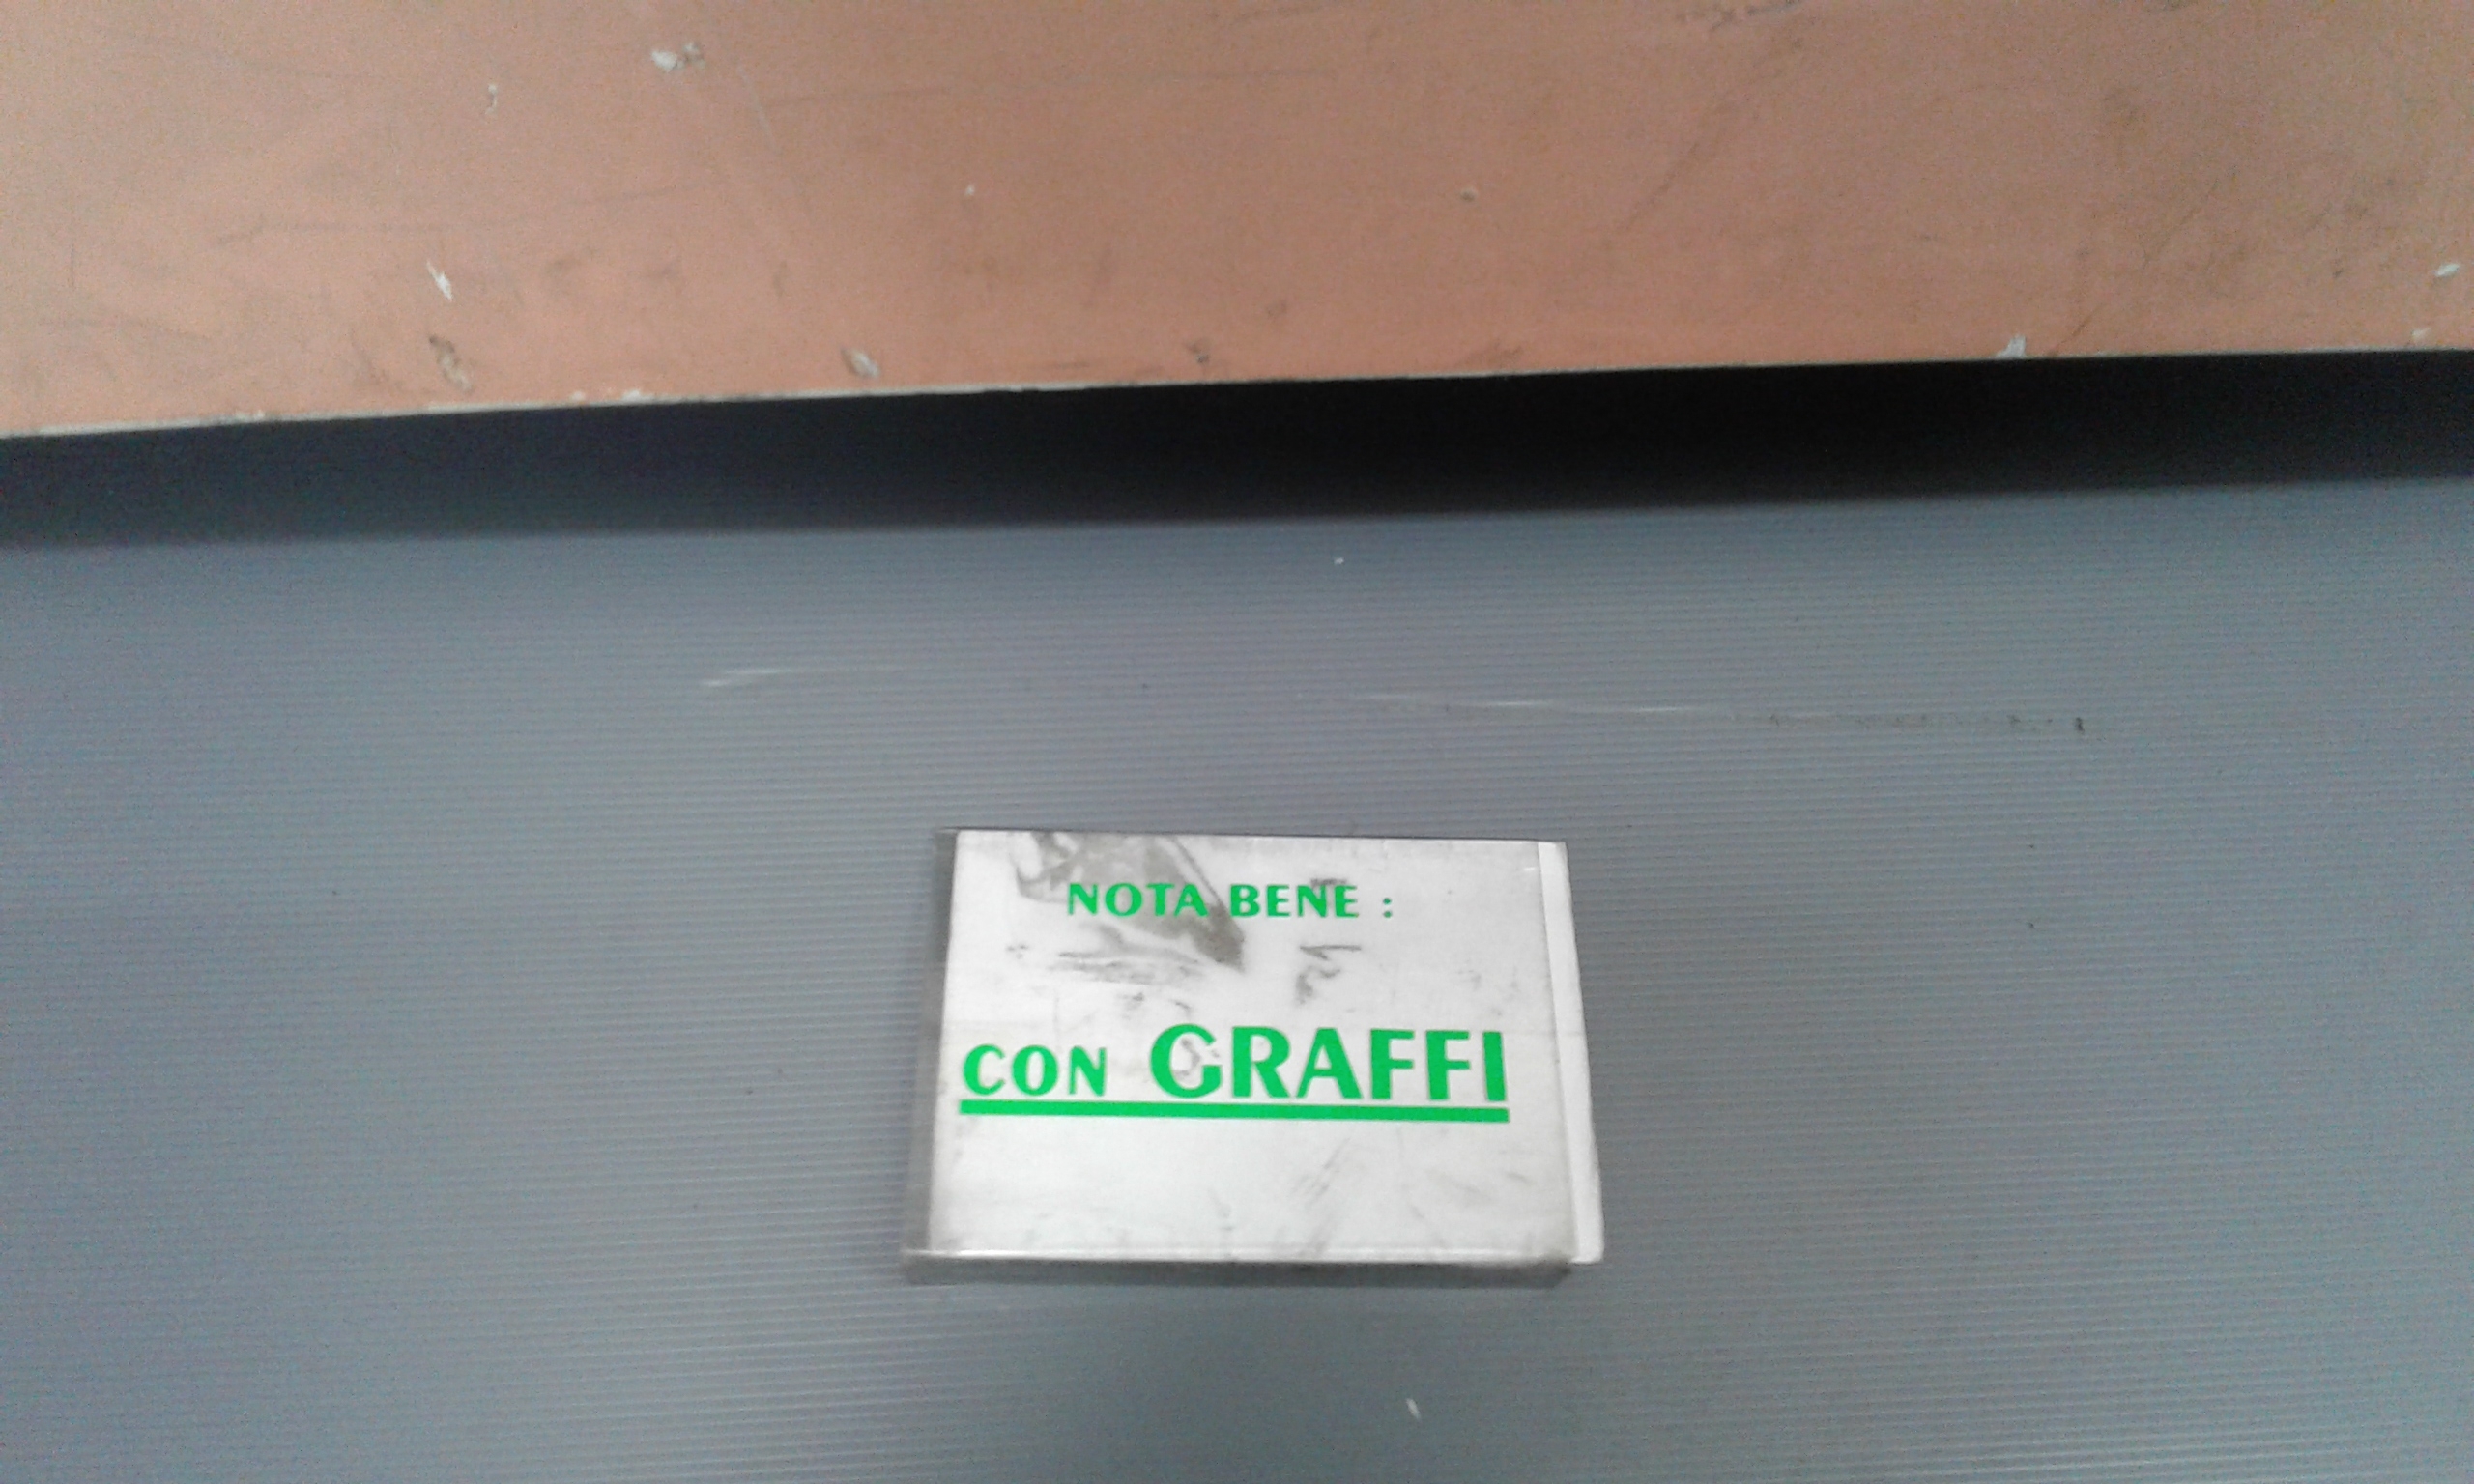 NOTA BENE :
CON GRAFFI